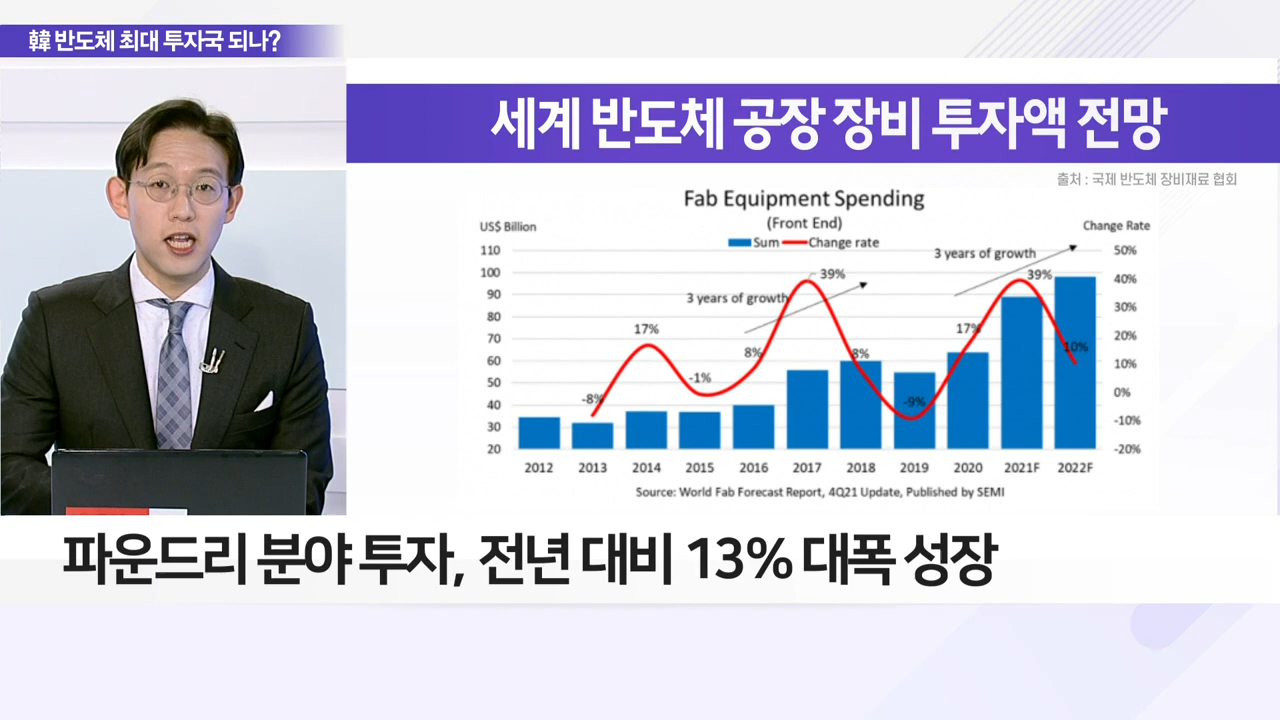 韓 반도체 최대 투자국 되나?
세계 반도체 공장 장비 투자액 전망
출처 : 국제 반도체 장비재료 협회
Fab Equipment Spending
(Front End)
US$ Billion
Change Rate
Sum
Change rate
110
100
90
80
70
60
50
40
30
20
50%
40%
30%
20%
10%
0%
-10%
-20%
3 years of growth
3 years of growth
-8%
17%
-1%
8%
39%
8%
-9%
17%
39%
10%
2012 2013 2014 2015 2016 2017 2018 2019 2020 2021F 2022F
Source: World Fab Forecast Report, 4Q21 Update, Published by SEMI
파운드리 분야 투자, 전년 대비 13% 대폭 성장